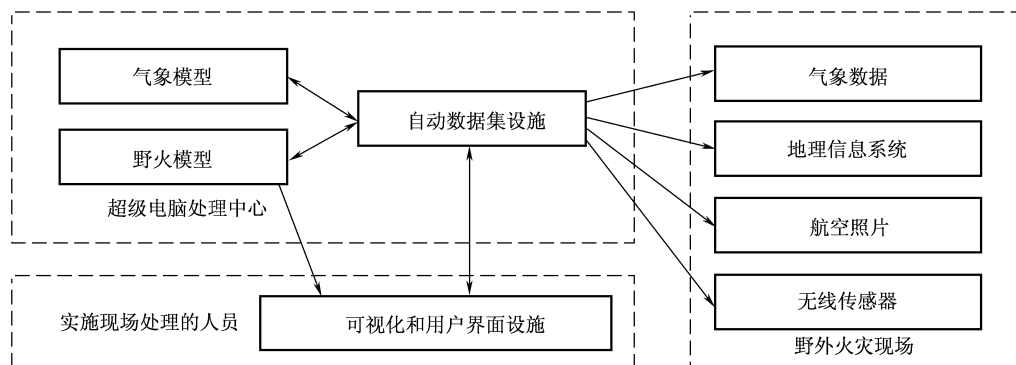 气象模型
野火模型
超级电脑处理中心
自动数据集设施
气象数据
地理信息系统
航空照片
无线传感器
野外火灾现场
实施现场处理的人员
可视化和用户界面设施